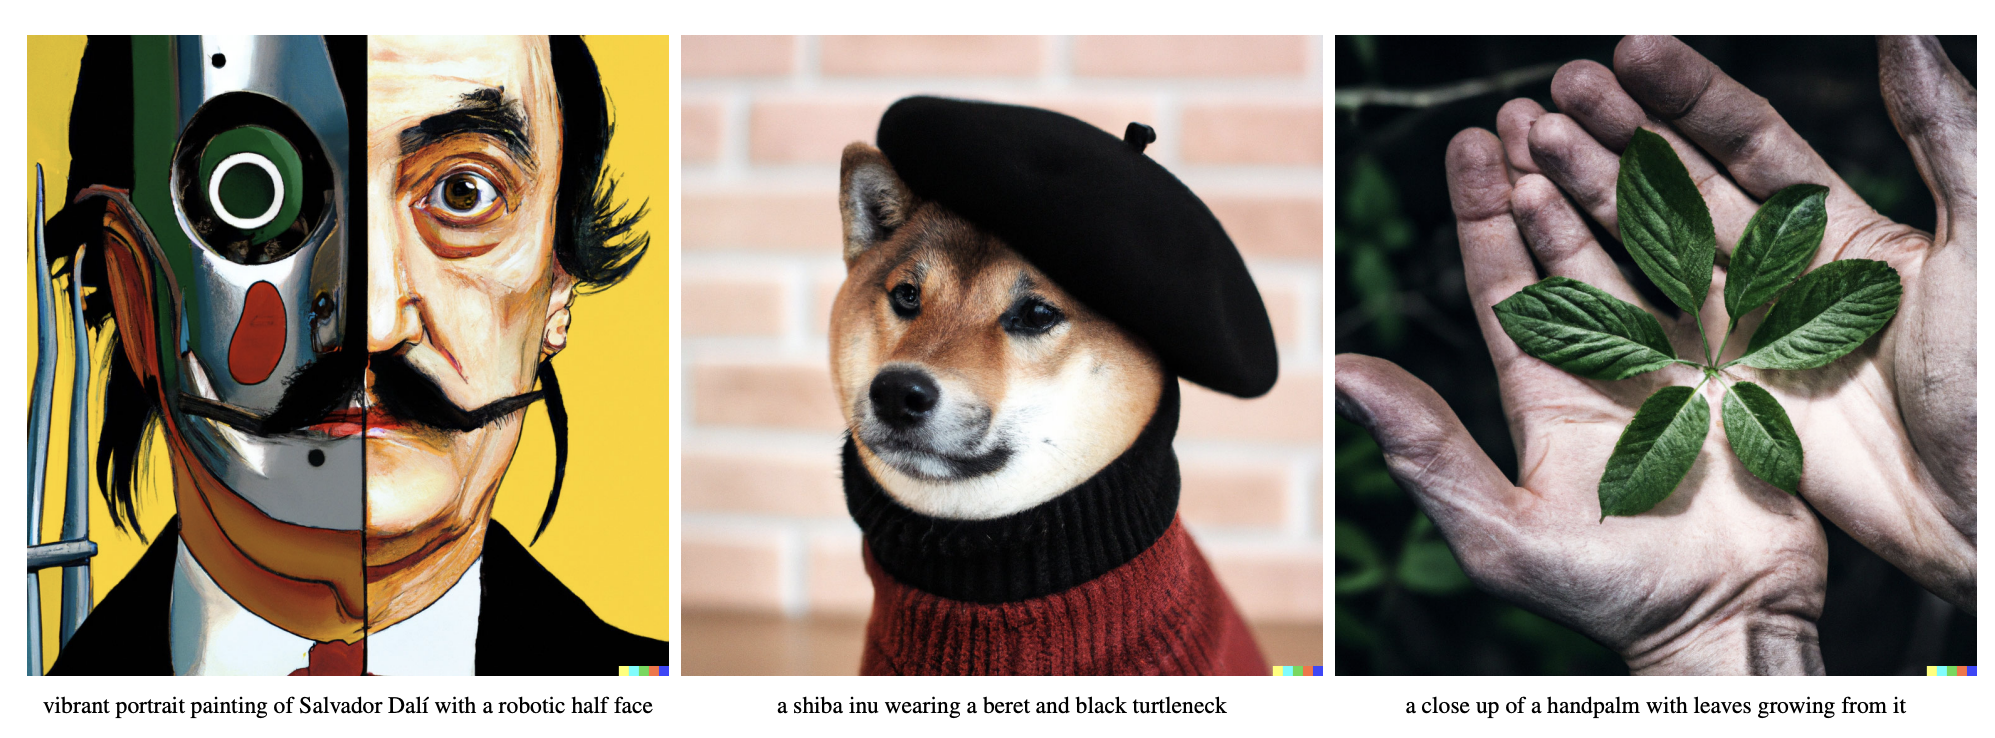 vibrant portrait painting of Salvador Dalí with a robotic half face
a shiba inu wearing a beret and black turtleneck
a close up of a handpalm with leaves growing from it